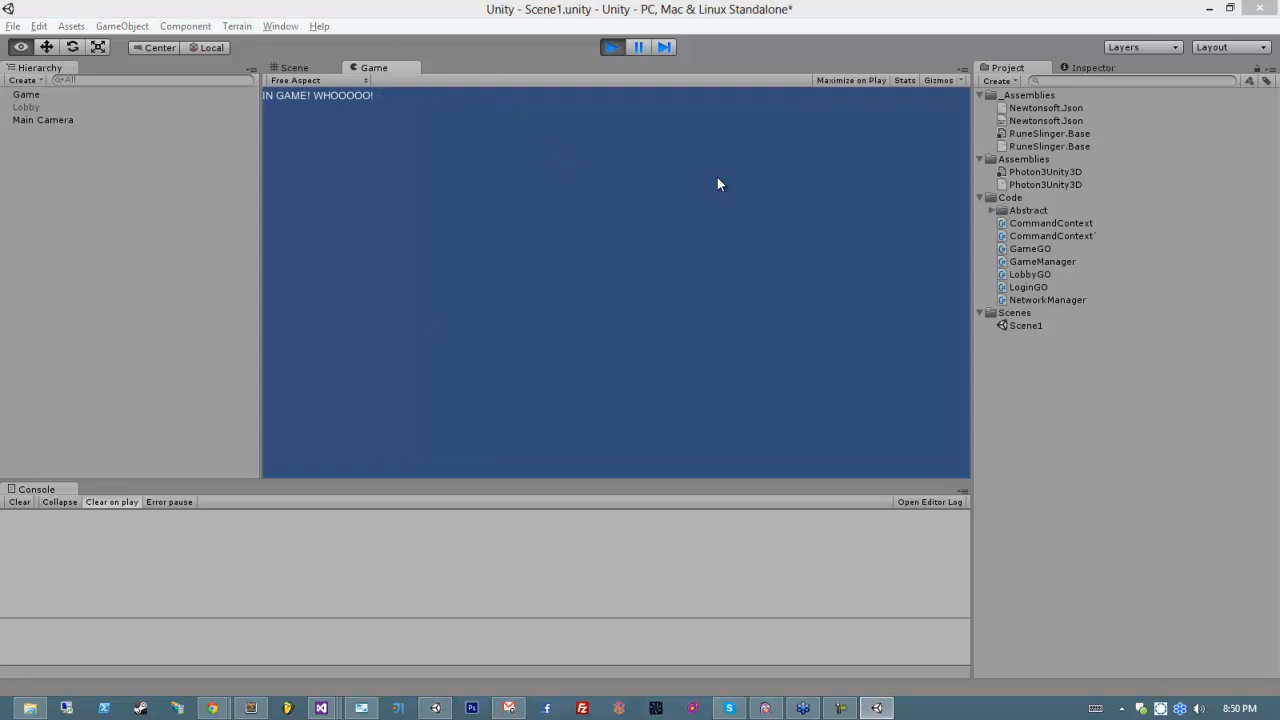 Unity - Scene1.unity - Unity - PC, Mac & Linux Standalone*
File Edit Assets GameObject Component Terrain Window Help
Center Local Layers Layout
Hierarchy Scene Game Project Inspector
Create All Free Aspect Maximize on Play Stats Gizmos Create
Game
Lobby
Main Camera
IN GAME! WHOOOOO!
_Assemblies
Newtonsoft.Json
Newtonsoft.Json
RuneSlinger.Base
RuneSlinger.Base
Assemblies
Photon3Unity3D
Photon3Unity3D
Code
Abstract
CommandContext
CommandContext`
GameGO
GameManager
LobbyGO
LoginGO
NetworkManager
Scenes
Scene1
Console
Clear Collapse Clear on play Error pause Open Editor Log
8:50 PM